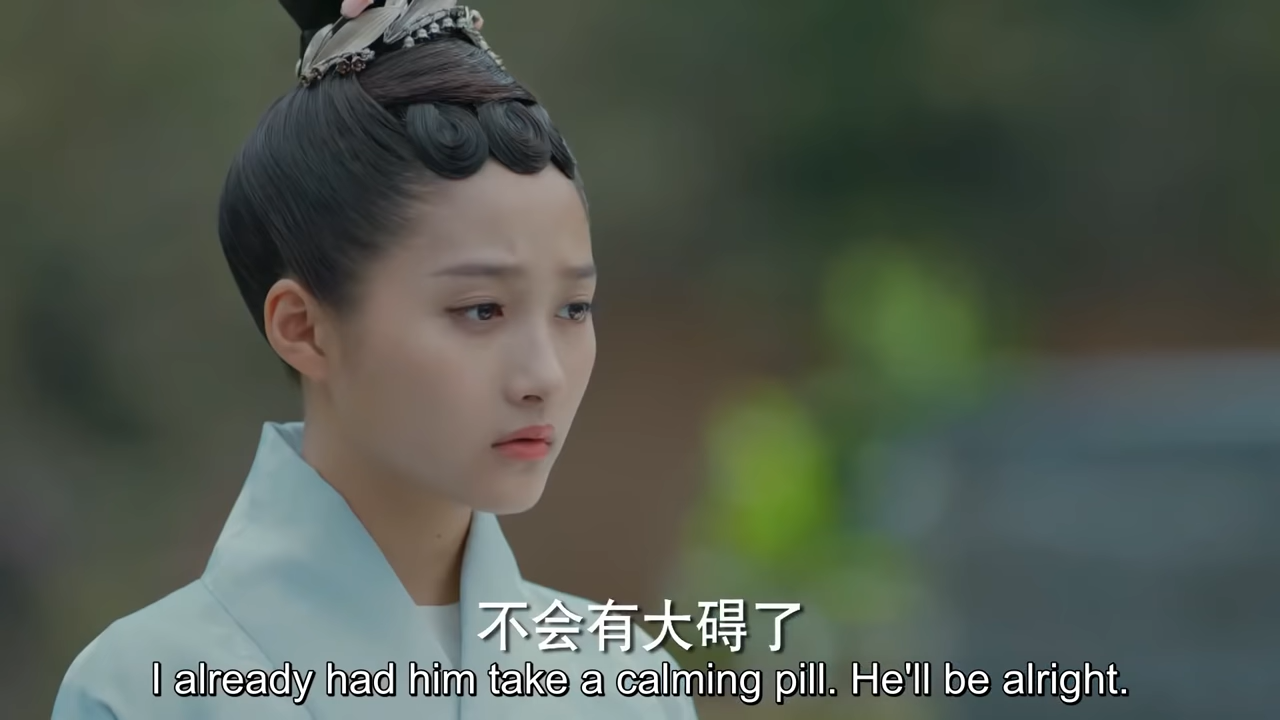 不会有大碍了
I already had him take a calming pill. He'll be alright.